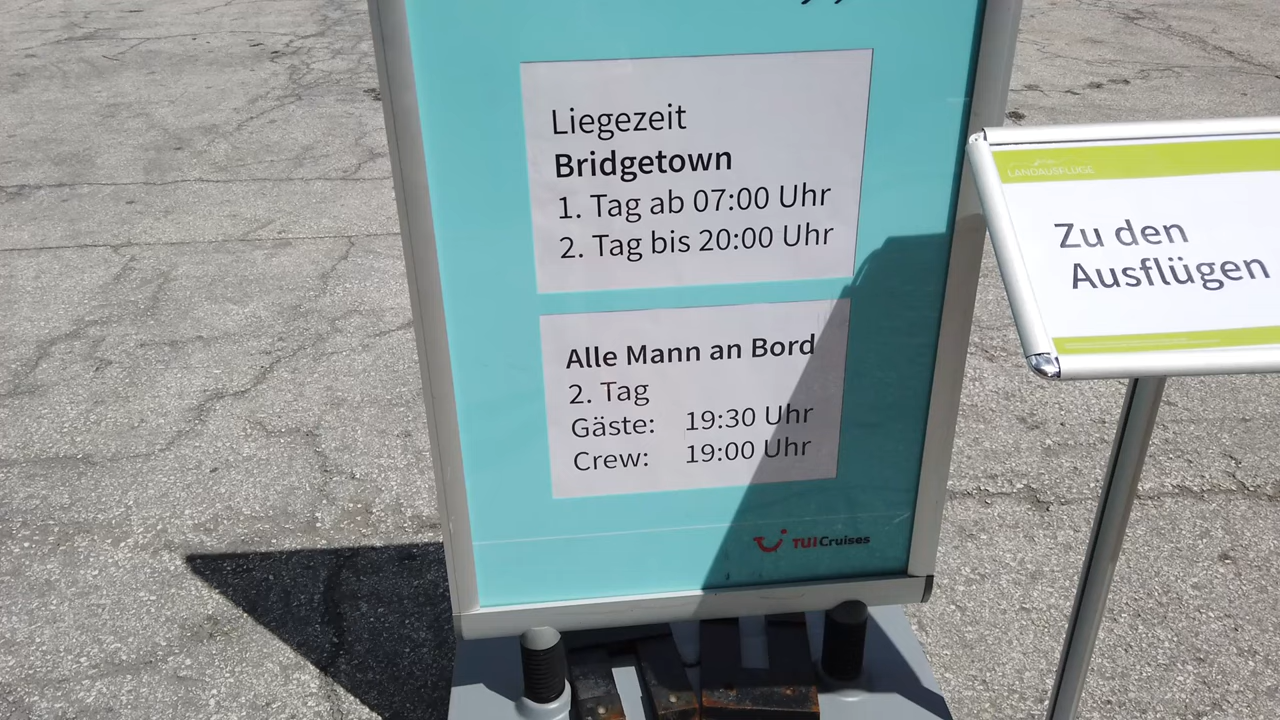 Liegezeit
Bridgetown
1. Tag ab 07:00 Uhr
2. Tag bis 20:00 Uhr
Alle Mann an Bord
2. Tag
Gäste: 19:30 Uhr
Crew: 19:00 Uhr
TUI Cruises
LANDAUSFLÜGE
Zu den
Ausflügen